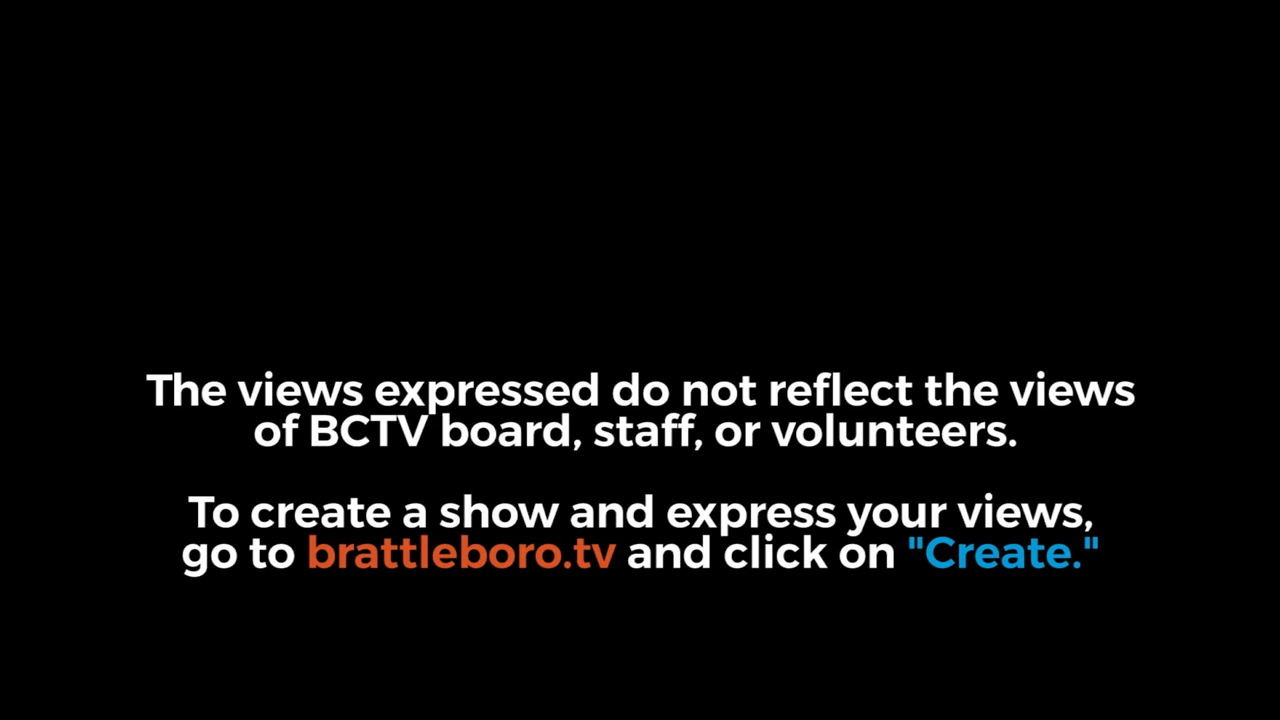 The views expressed do not reflect the views
of BCTV board, staff, or volunteers.
To create a show and express your views,
go to brattleboro.tv and click on "Create."